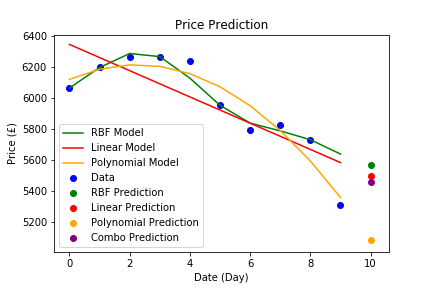 Price Prediction
6400
6200
6000
5800
5600
5400
5200
Price (£)
RBF Model
Linear Model
Polynomial Model
Data
RBF Prediction
Linear Prediction
Polynomial Prediction
Combo Prediction
0 2 4 6 8 10
Date (Day)